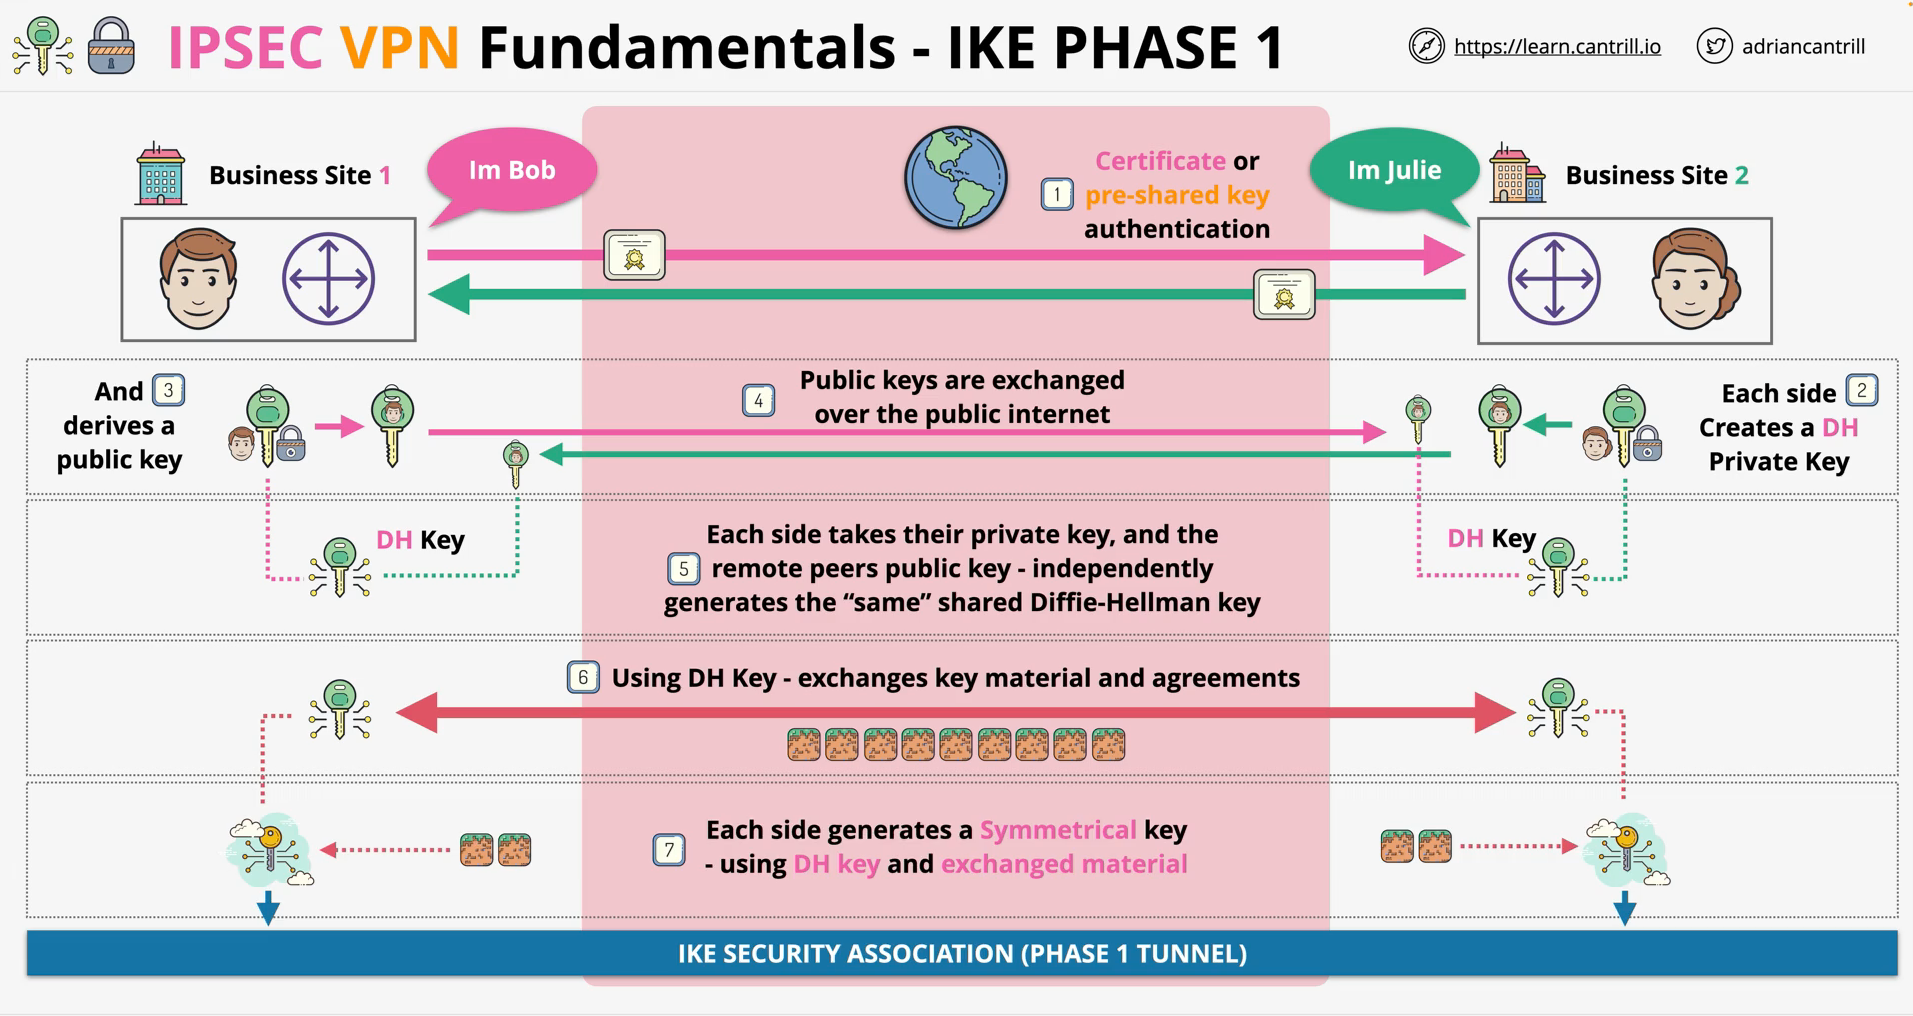 IPSEC VPN Fundamentals - IKE PHASE 1
https://learn.cantrill.io
adriancantrill
Business Site 1
Im Bob
1
Certificate or
pre-shared key
authentication
Im Julie
Business Site 2
And 3
derives a
public key
4
Public keys are exchanged
over the public internet
Each side 2
Creates a DH
Private Key
DH Key
5
Each side takes their private key, and the
remote peers public key - independently
generates the “same” shared Diffie-Hellman key
DH Key
6 Using DH Key - exchanges key material and agreements
7
Each side generates a Symmetrical key
- using DH key and exchanged material
IKE SECURITY ASSOCIATION (PHASE 1 TUNNEL)